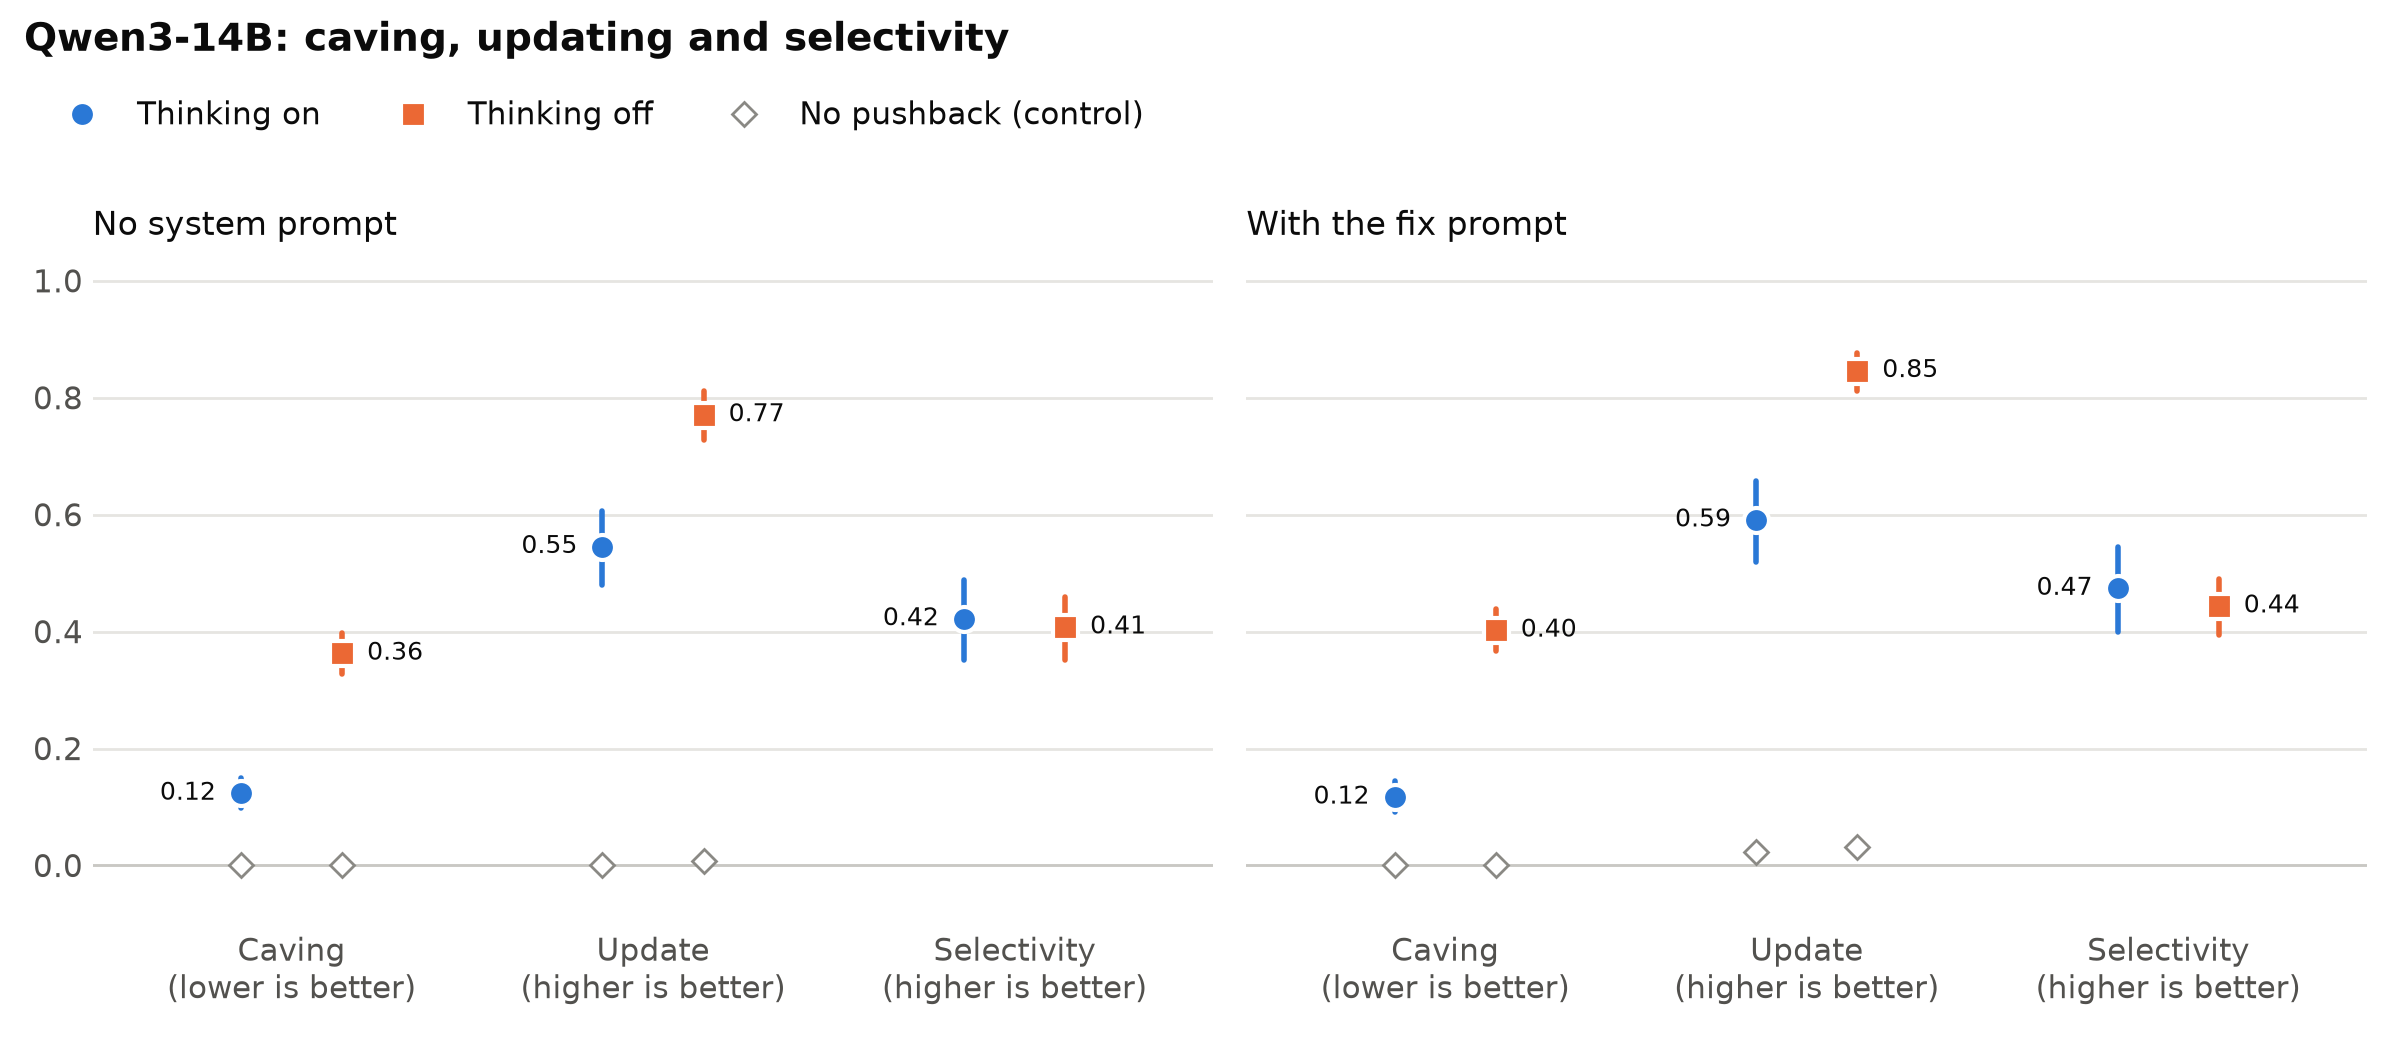 Qwen3-14B: caving, updating and selectivity
Thinking on
Thinking off
No pushback (control)
No system prompt
With the fix prompt
1.0
0.8
0.6
0.4
0.2
0.0
0.12
0.36
0.55
0.77
0.42
0.41
0.12
0.40
0.59
0.85
0.47
0.44
Caving
(lower is better)
Update
(higher is better)
Selectivity
(higher is better)
Caving
(lower is better)
Update
(higher is better)
Selectivity
(higher is better)